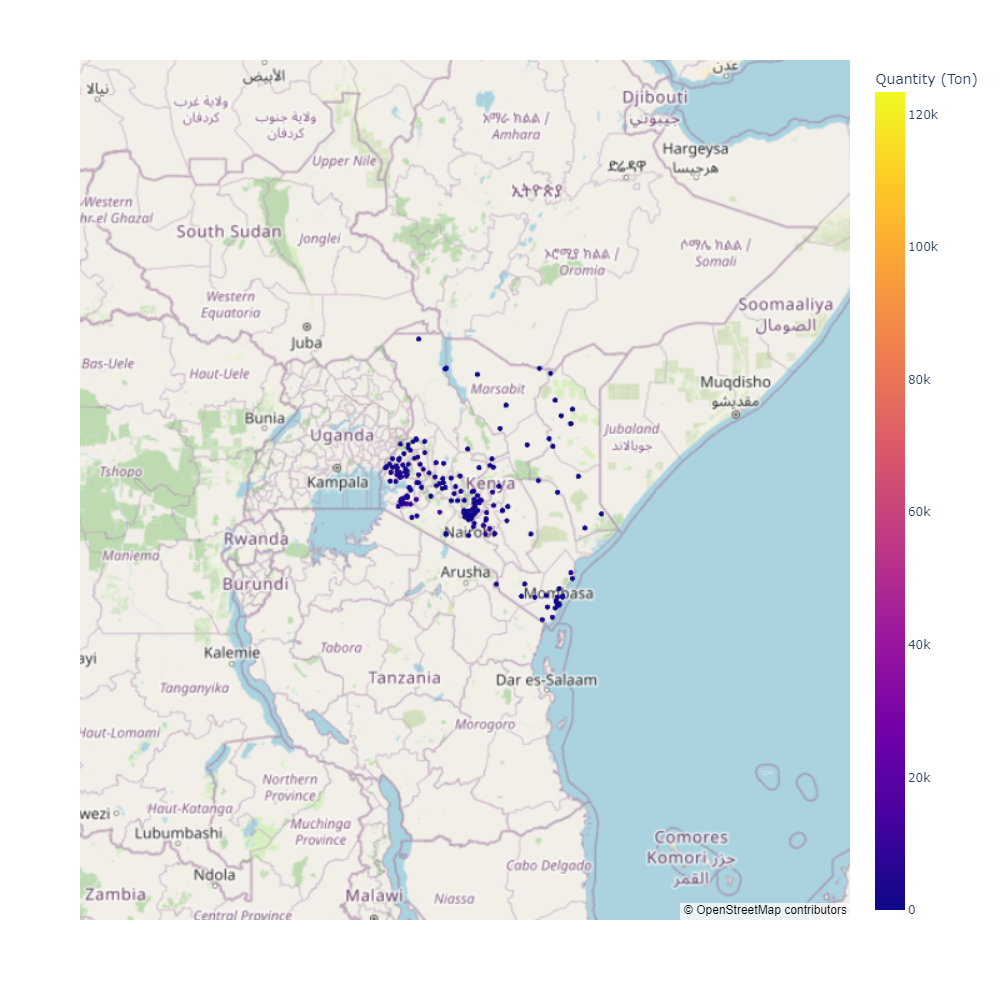 نيالا
الأبيض
عدن
ولاية غرب
كردفان
ولاية جنوب
كردفان
Upper Nile
አማራ ክልል /
Amhara
Djibouti
جيبوتي
Hargeysa
هرجيسا
ድሬዳዋ
ኢትዮጵያ
Western
hr el Ghazal
South Sudan
Jonglei
ኦሮሚያ ክልል /
Oromia
ሶማሌ ክልል /
Somali
Western
Equatoria
Soomaaliya
الصومال
Juba
Bas-Uele
Haut-Uele
Marsabit
Muqdisho
مقديشو
Bunia
Uganda
Jubaland
جوبالاند
Tshopo
Kampala
Kenya
Nairobi
Rwanda
Maniema
Burundi
Arusha
Mombasa
ayi
Kalemie
Tabora
Tanzania
Dar es-Salaam
Tanganyika
Morogoro
Haut-Lomami
Northern
Province
wezi
Haut-Katanga
Lubumbashi
Muchinga
Province
Comores
Komori جزر
القمر
Ndola
Cabo Delgado
Zambia
Malawi
Niassa
Central Province
© OpenStreetMap contributors
Quantity (Ton)
120k
100k
80k
60k
40k
20k
0